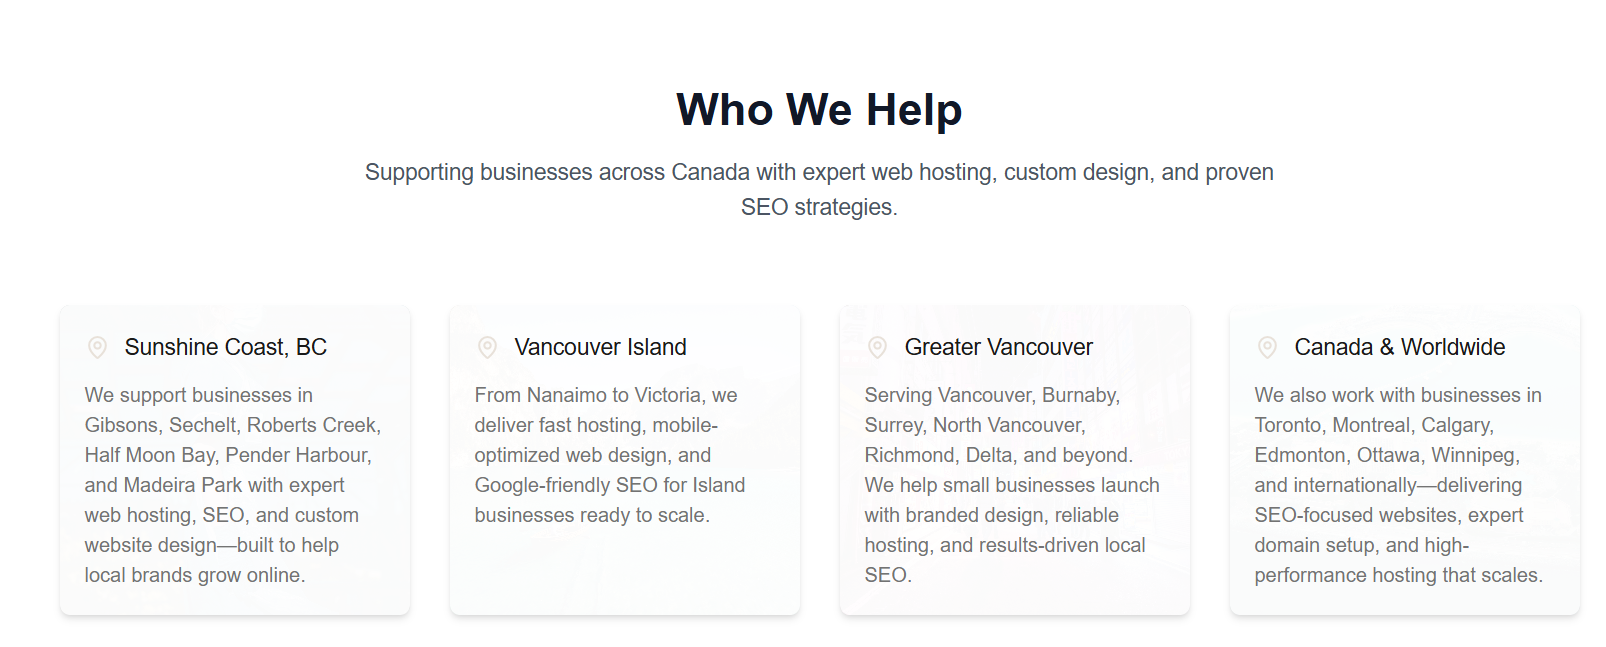 Who We Help
Supporting businesses across Canada with expert web hosting, custom design, and proven
SEO strategies.
Sunshine Coast, BC
We support businesses in
Gibsons, Sechelt, Roberts Creek,
Half Moon Bay, Pender Harbour,
and Madeira Park with expert
web hosting, SEO, and custom
website design—built to help
local brands grow online.
Vancouver Island
From Nanaimo to Victoria, we
deliver fast hosting, mobile-
optimized web design, and
Google-friendly SEO for Island
businesses ready to scale.
Greater Vancouver
Serving Vancouver, Burnaby,
Surrey, North Vancouver,
Richmond, Delta, and beyond.
We help small businesses launch
with branded design, reliable
hosting, and results-driven local
SEO.
Canada & Worldwide
We also work with businesses in
Toronto, Montreal, Calgary,
Edmonton, Ottawa, Winnipeg,
and internationally—delivering
SEO-focused websites, expert
domain setup, and high-
performance hosting that scales.